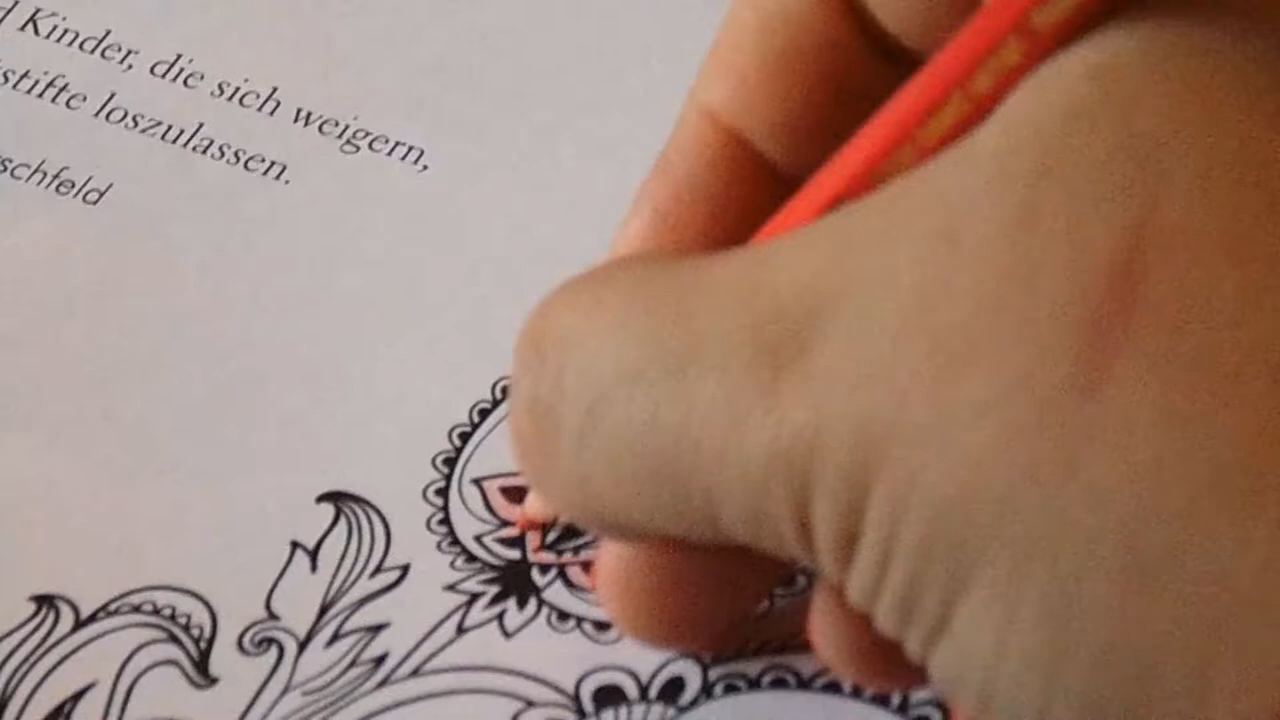 Kinder, die sich weigern,
stifte loszulassen.
schfeld